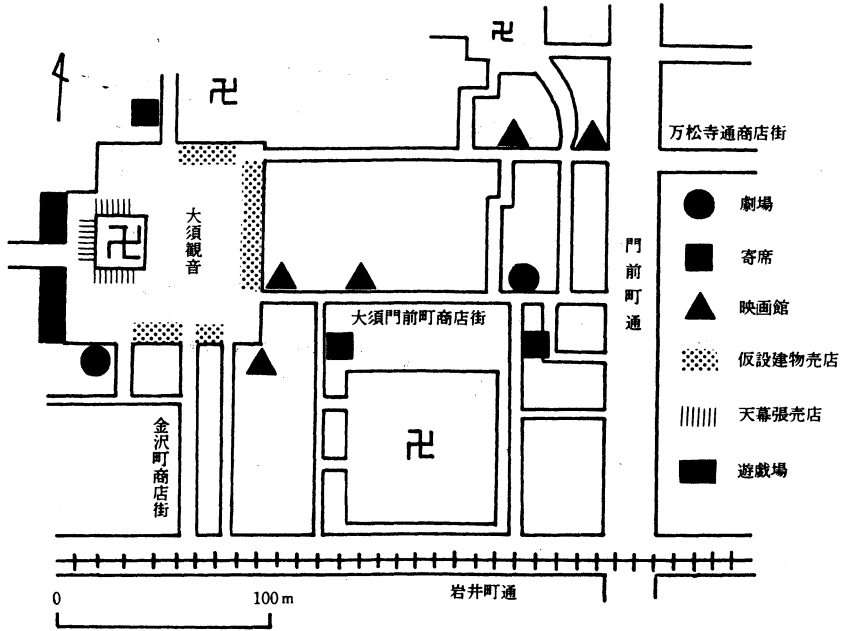 万松寺通商店街
大須観音
門前町通
大須門前町商店街
金沢町商店街
岩井町通
劇場
寄席
映画館
仮設建物売店
天幕張売店
遊戯場
0 100m
卍
卍
卍
卍